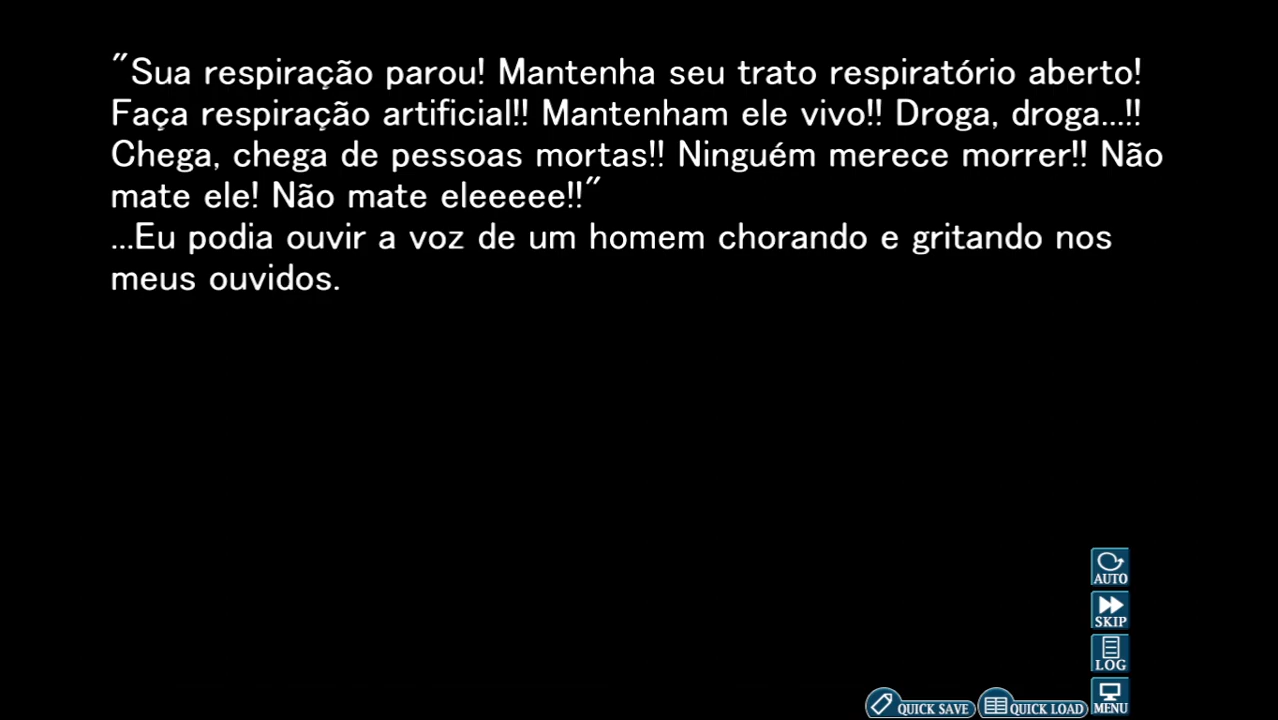 "Sua respiração parou! Mantenha seu trato respiratório aberto!
Faça respiração artificial!! Mantenham ele vivo!! Droga, droga...!!
Chega, chega de pessoas mortas!! Ninguém merece morrer!! Não
mate ele! Não mate eleeeee!!"
...Eu podia ouvir a voz de um homem chorando e gritando nos
meus ouvidos.
AUTO
SKIP
LOG
MENU
QUICK SAVE
QUICK LOAD